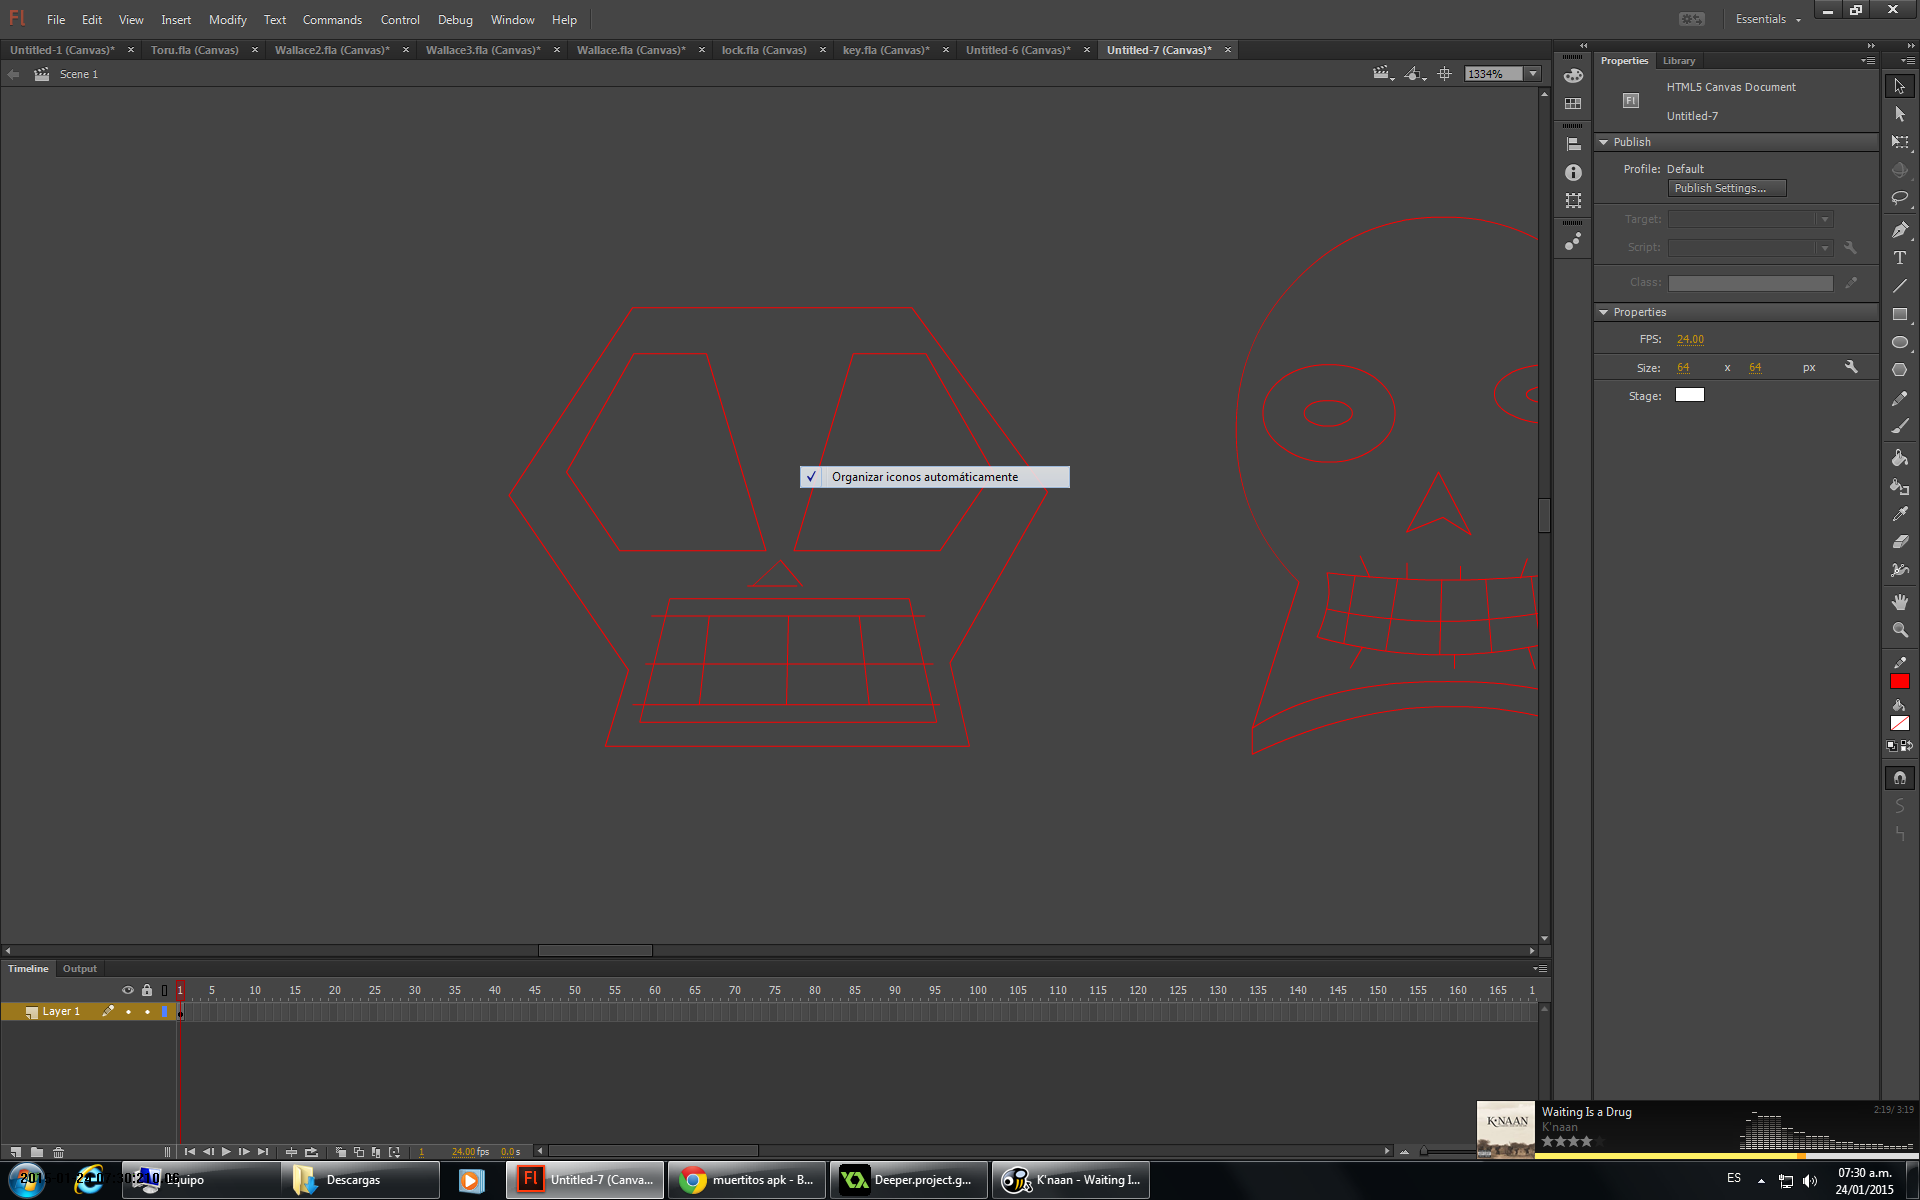 Fl File Edit View Insert Modify Text Commands Control Debug Window Help Essentials
Untitled-1 (Canvas)* Toru.fla (Canvas) Wallace2.fla (Canvas)* Wallace3.fla (Canvas)* Wallace.fla (Canvas)* lock.fla (Canvas) key.fla (Canvas)* Untitled-6 (Canvas)* Untitled-7 (Canvas)*
Scene 1 1334%
Properties Library
HTML5 Canvas Document
Fl
Untitled-7
Publish
Profile: Default
Publish Settings...
Target:
Script:
Class:
Properties
FPS: 24.00
Size: 64 x 64 px
Stage:
✓ Organizar iconos automáticamente
Timeline Output
1 5 10 15 20 25 30 35 40 45 50 55 60 65 70 75 80 85 90 95 100 105 110 115 120 125 130 135 140 145 150 155 160 165 1
Layer 1
1 24.00 fps 0.0 s
K'NAAN
Waiting Is a Drug 2:19/ 3:19
K'naan
Equipo Descargas Untitled-7 (Canva... muertitos apk - B... Deeper.project.g... K'naan - Waiting I... ES
07:30 a.m.
24/01/2015